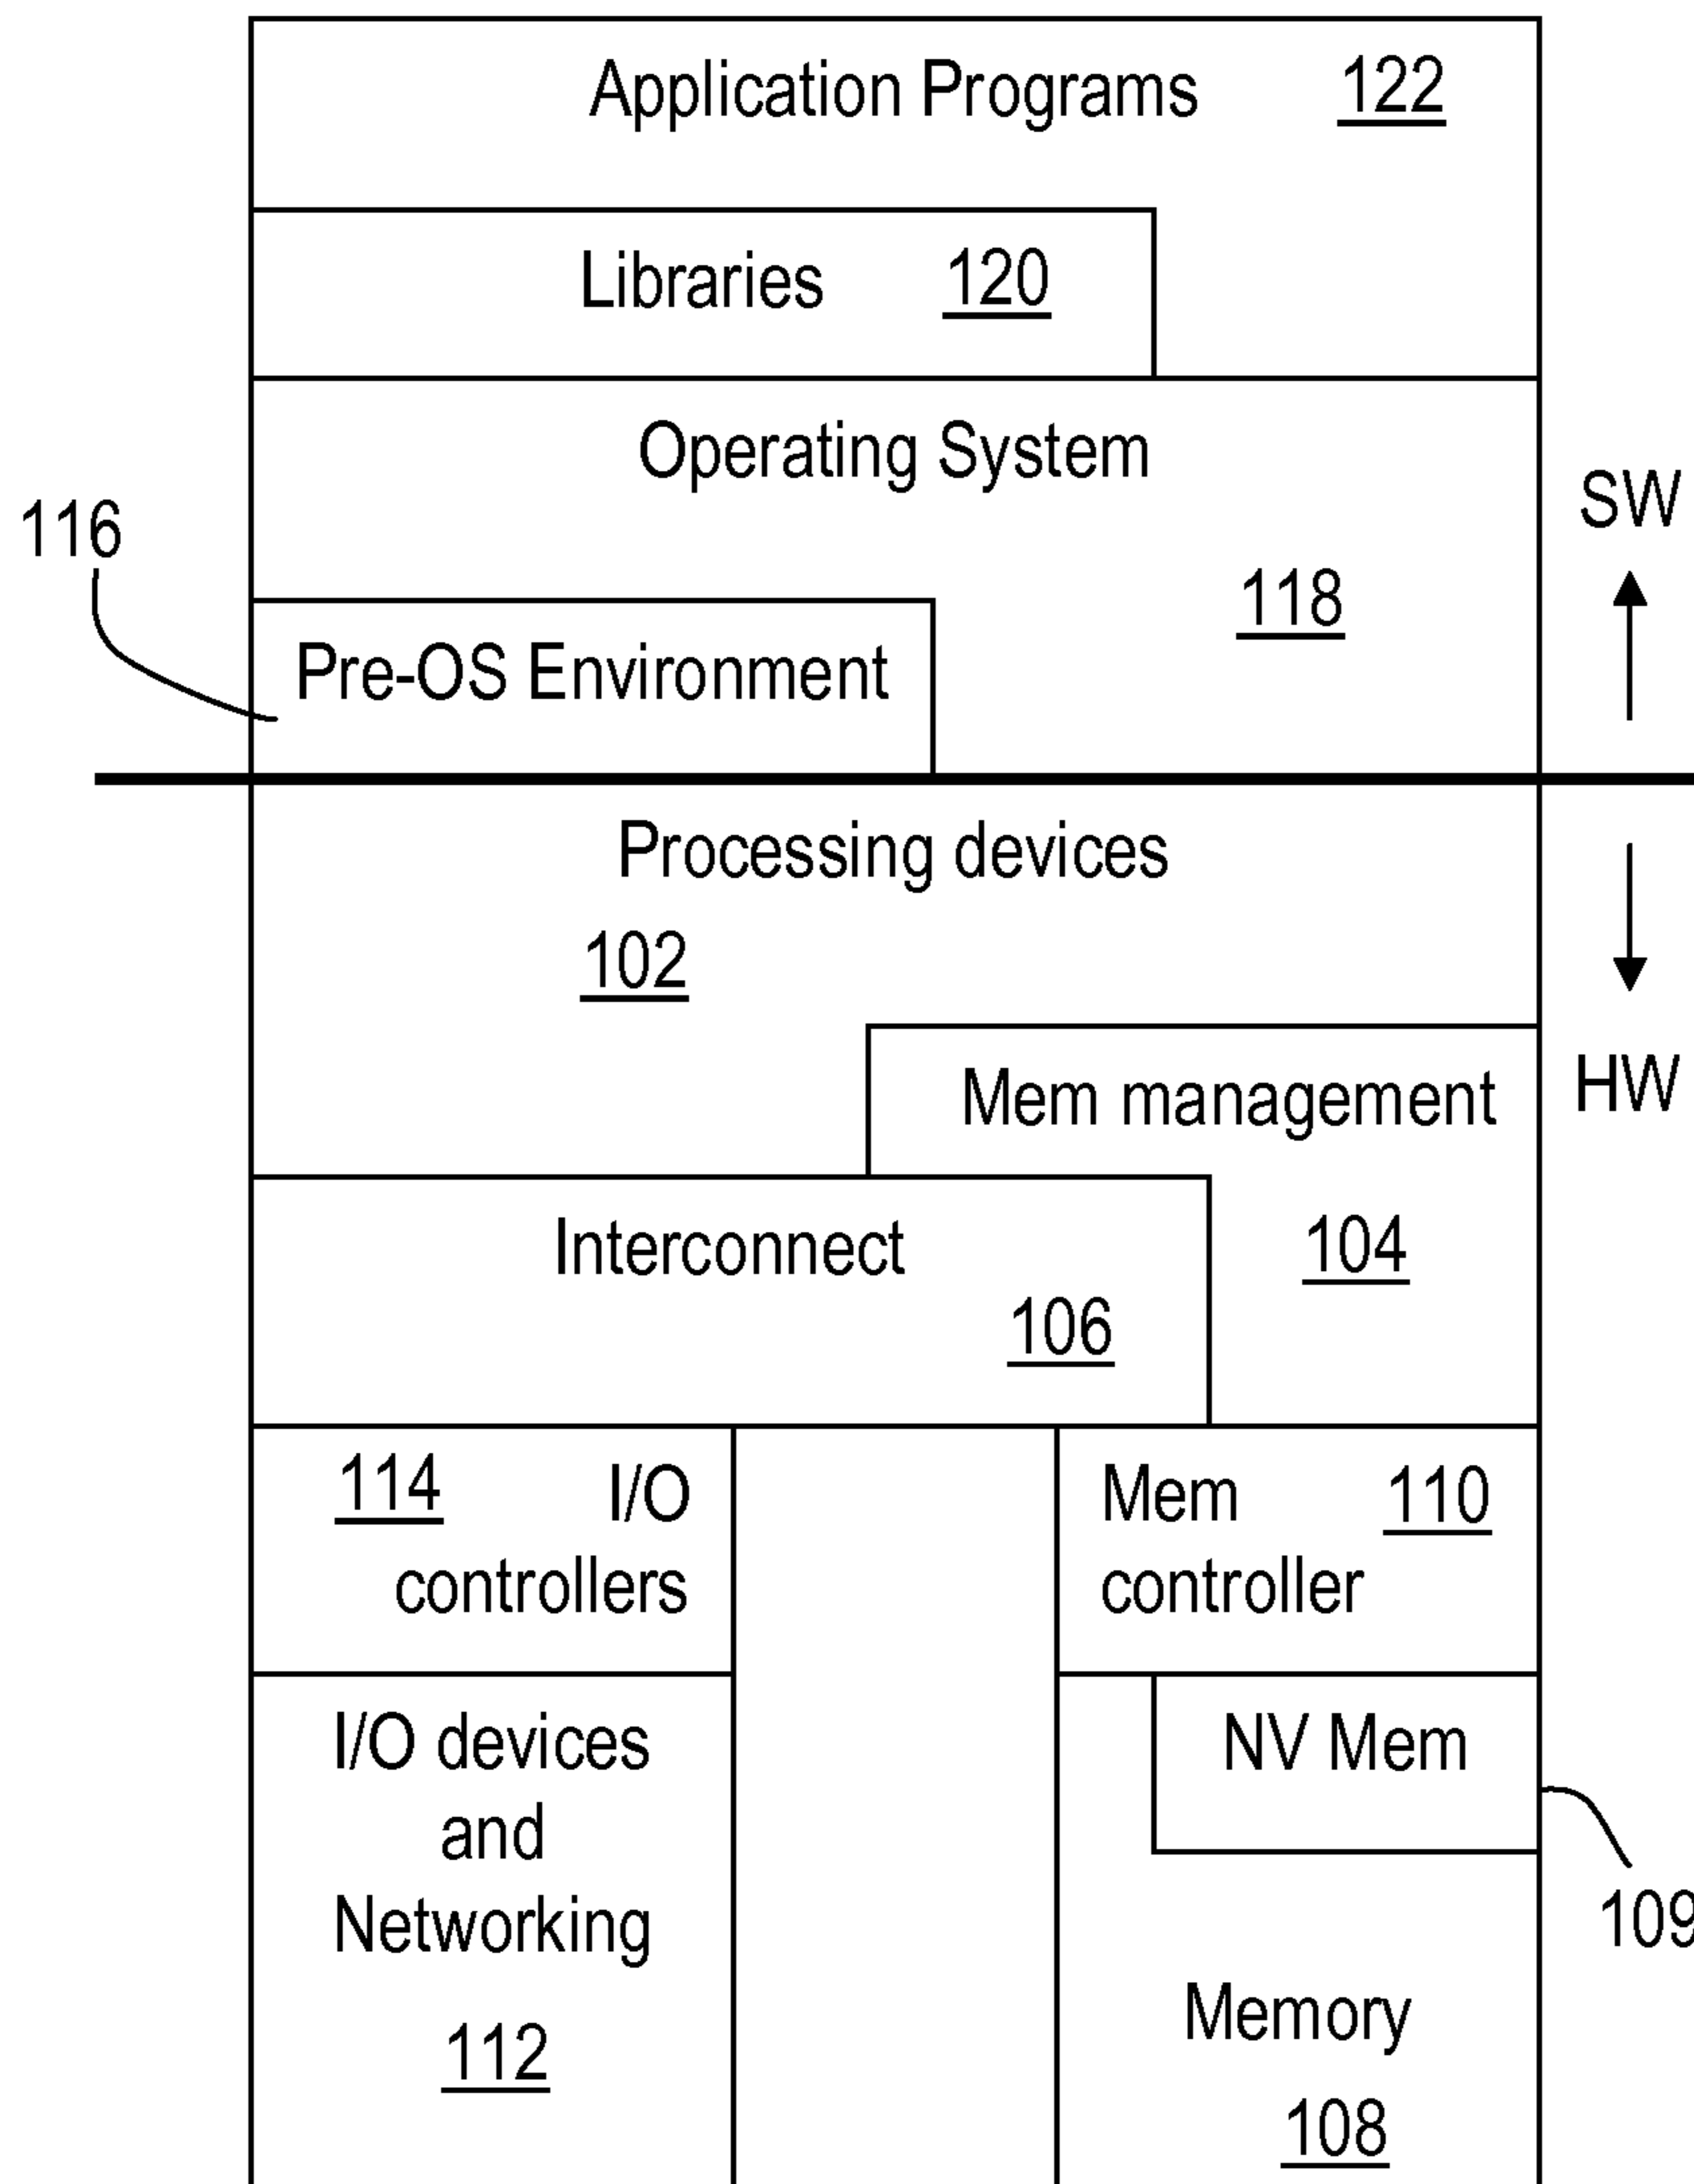 Application Programs 122
Libraries 120
Operating System
SW
116
118
Pre-OS Environment
Processing devices
102
HW
Mem management
Interconnect 104
106
114 I/O
controllers
Mem 110
controller
I/O devices
and
Networking
112
NV Mem
109
Memory
108